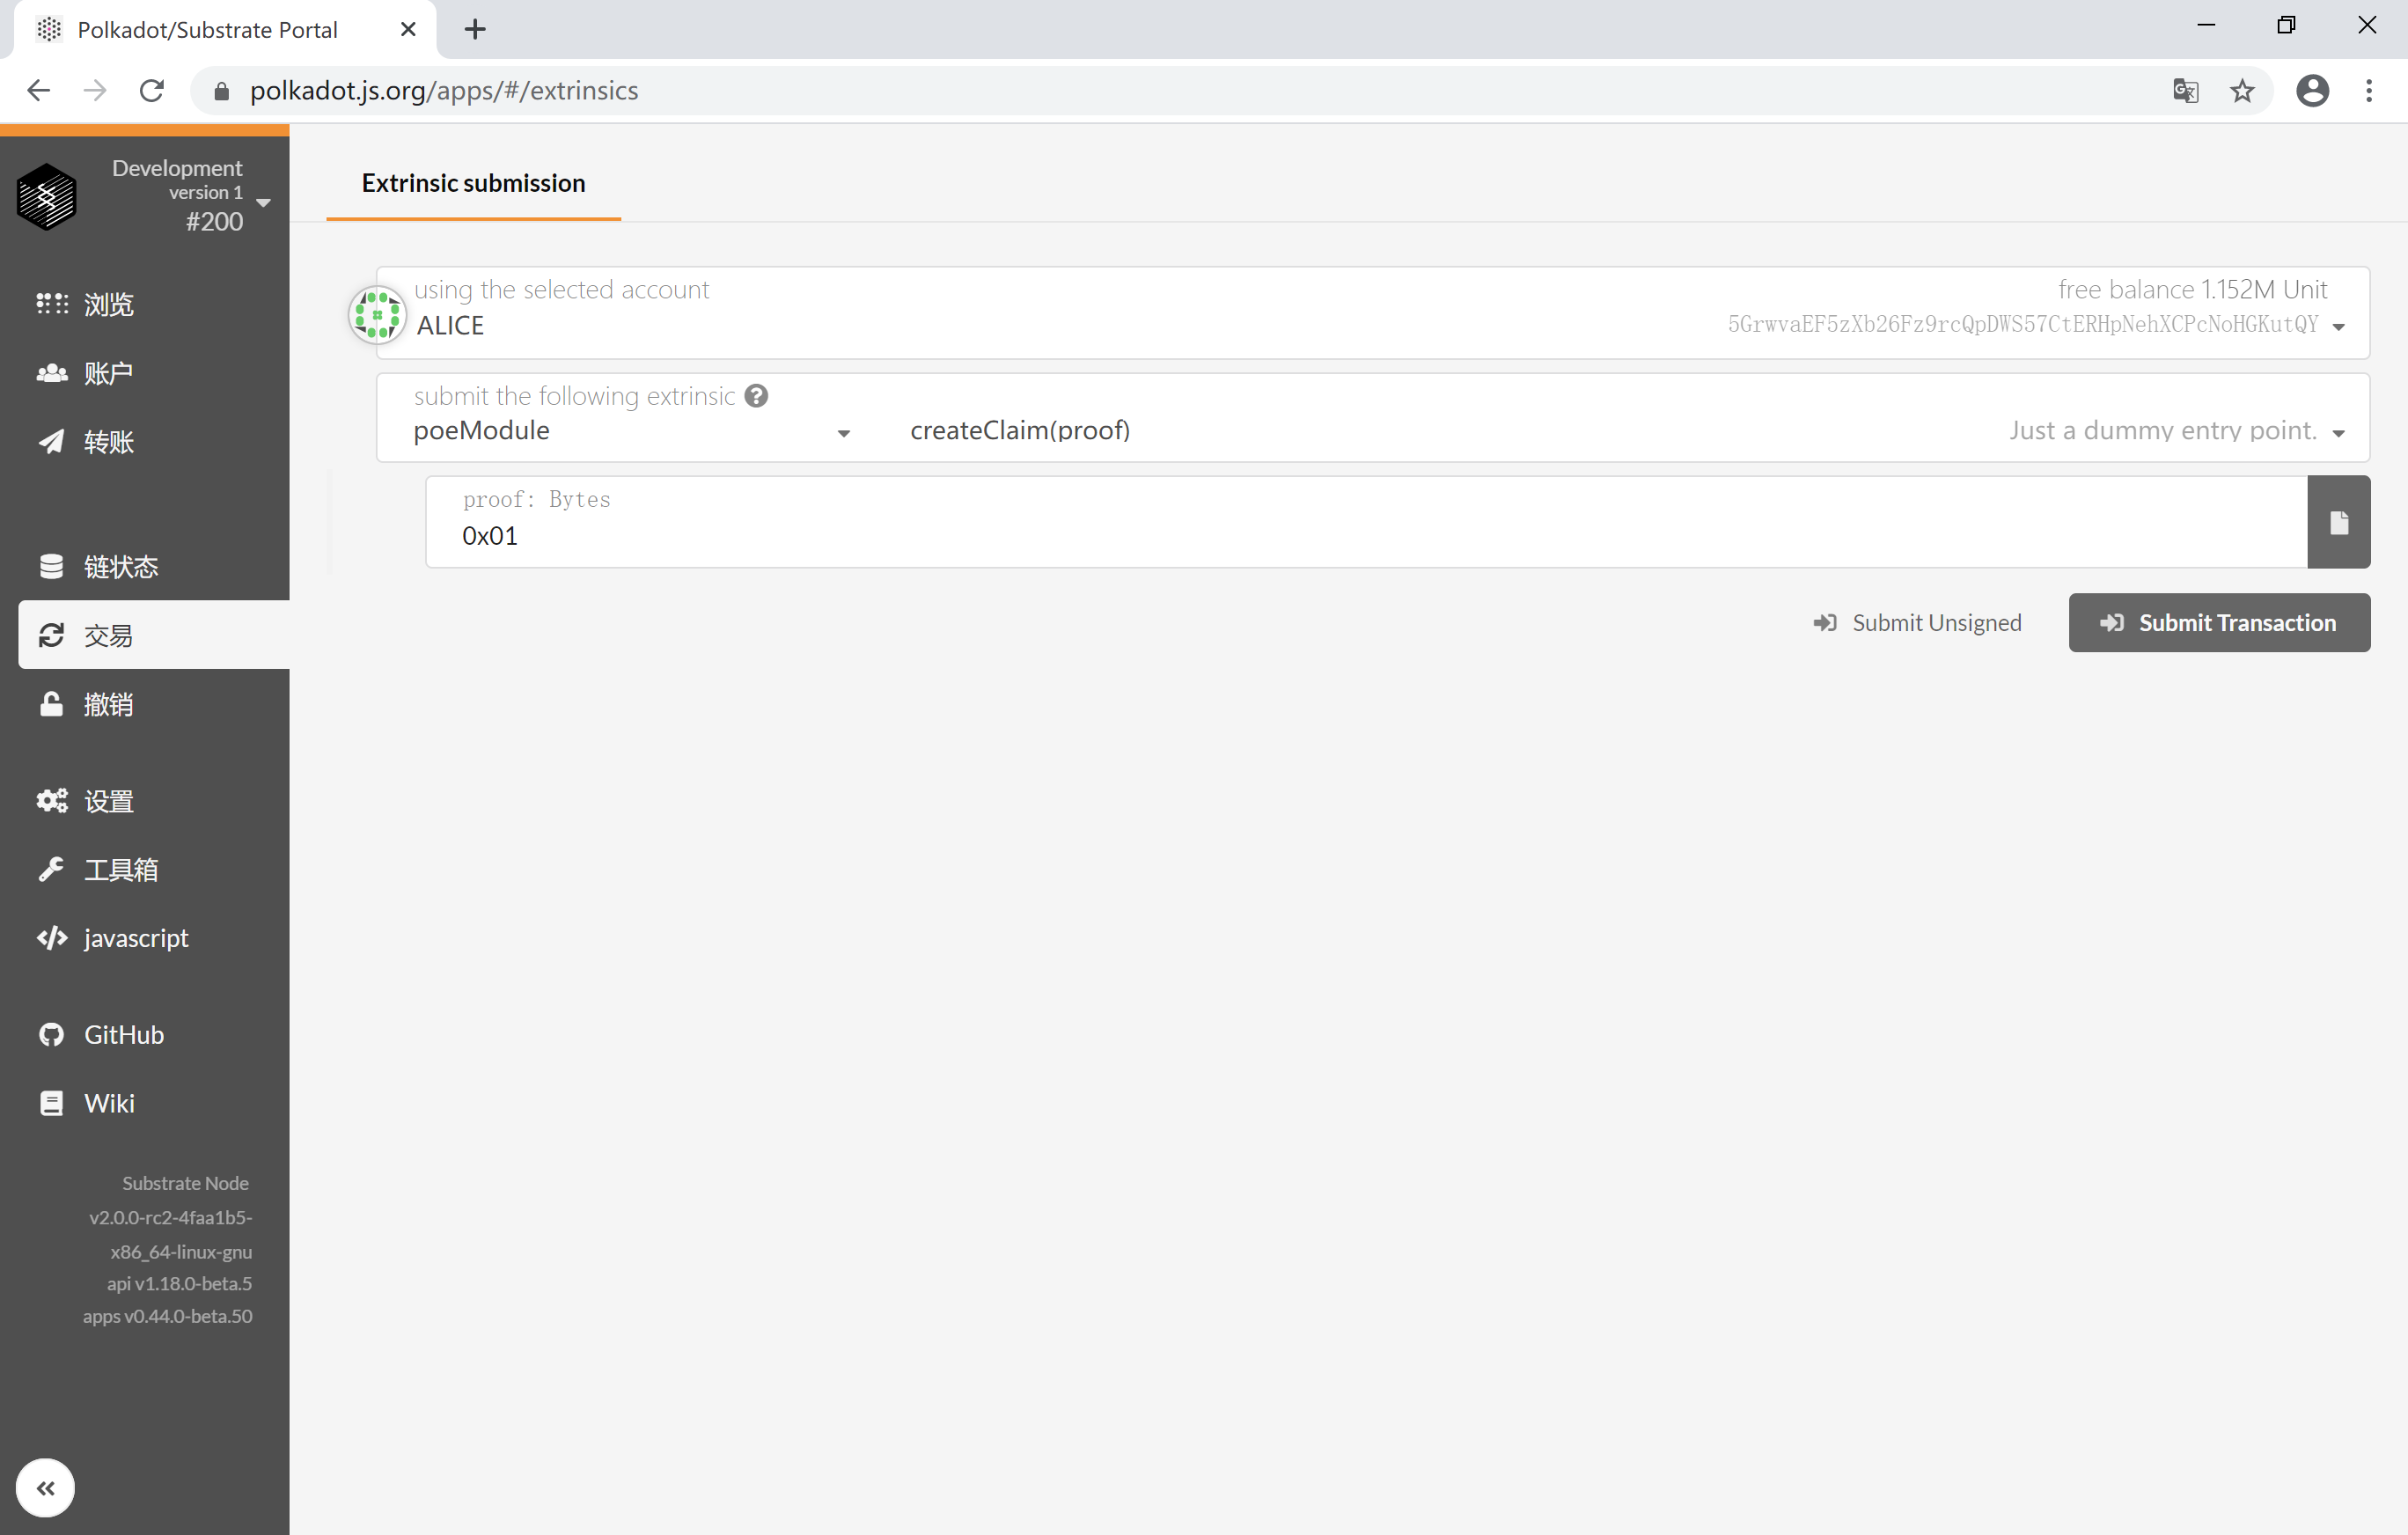 Polkadot/Substrate Portal
polkadot.js.org/apps/#/extrinsics
Development
version 1
#200
浏览
账户
转账
链状态
交易
撤销
设置
工具箱
javascript
GitHub
Wiki
Substrate Node
v2.0.0-rc2-4faa1b5-
x86_64-linux-gnu
api v1.18.0-beta.5
apps v0.44.0-beta.50
Extrinsic submission
using the selected account
free balance 1.152M Unit
ALICE
5GrwvaEF5zXb26Fz9rcQpDWS57CtERHpNehXCPcNoHGKutQY
submit the following extrinsic
poeModule
createClaim(proof)
Just a dummy entry point.
proof: Bytes
0x01
Submit Unsigned
Submit Transaction